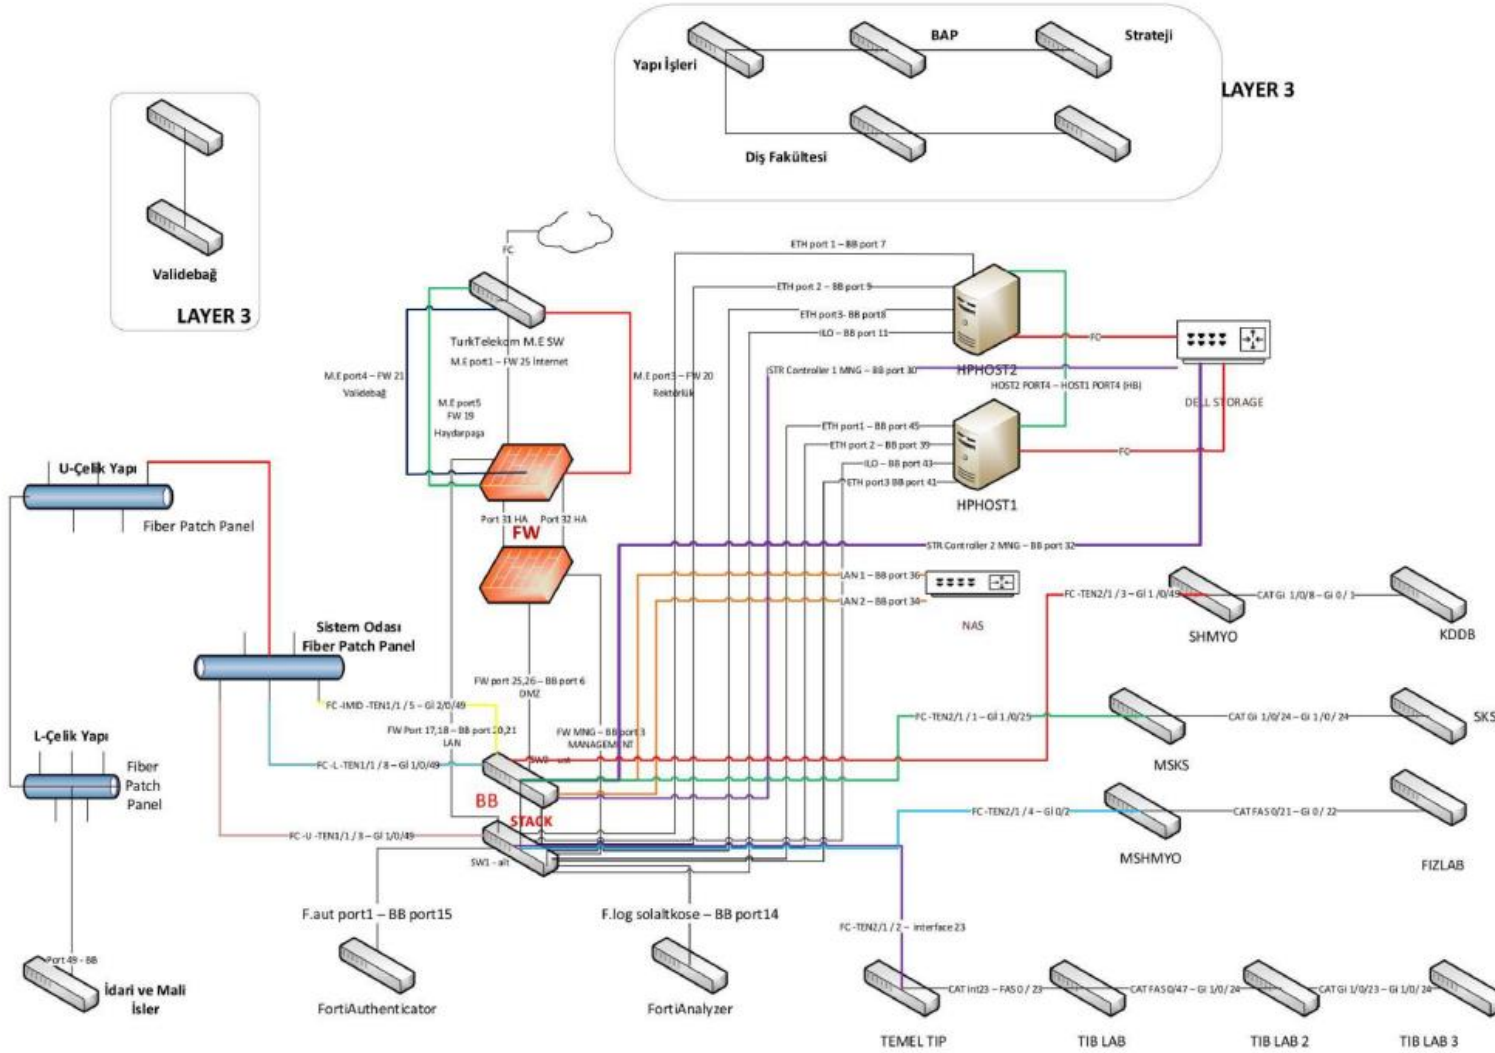 BAP
Strateji
Yapı İşleri
LAYER 3
Diş Fakültesi
Validebağ
LAYER 3
FC
TurkTelekom M.E SW
M.E port1 – FW 25 İnternet
M.E port4 – FW 21
Validebağ
M.E port3 – FW 20
Rektörlük
M.E port5
FW 19
Haydarpaşa
ETH port 1 – BB port 7
ETH port 2 – BB port 9
ETH port3- BB port8
ILO – BB port 11
HPHOST2
STR Controller 1 MNG – BB port 30
HOST2 PORT4 – HOST1 PORT4 (HB)
FO
DELL STORAGE
ETH port1 – BB port 45
ETH port 2 – BB port 39
ILO – BB port 43
ETH port3 BB port 41
FO
HPHOST1
U-Çelik Yapı
Fiber Patch Panel
Port 31 HA
Port 32 HA
FW
STR Controller 2 MNG – BB port 32
LAN 1 – BB port 36
LAN 2 – BB port 34
NAS
FC -TEN2/1 / 3 – Gİ 1 /0/49
SHMYO
CAT Gi 1/0/8 – Gi 0 / 1
KDDB
Sistem Odası
Fiber Patch Panel
FW port 25,26 – BB port 6
DMZ
FC -IMID -TEN1/1 / 5 – Gİ 2/0/49
FW Port 17,18 – BB port 20,21
LAN
FW MNG – BB port 3
MANAGEMENT
FC-TEN2/1 / 1 – Gİ 1 /0/25
MSKS
CAT Gi 1/0/24 – Gi 1/0 / 24
SKS
L-Çelik Yapı
Fiber
Patch
Panel
FC -L -TEN1/1 / 8 – Gİ 1/0/49
SW2 - ust
BB
STACK
FC -U -TEN1/1 / 3 – Gİ 1/0/49
SW1 - alt
FC -TEN2/1 / 4 – Gİ 0/2
MSHMYO
CAT FAS 0/21 – Gi 0 / 22
FIZLAB
F.aut port1 – BB port15
F.log solaltkose – BB port14
FC -TEN2/1 / 2 – interface 23
Port 49 - BB
İdari ve Mali
İsler
FortiAuthenticator
FortiAnalyzer
TEMEL TIP
CAT int23 – FAS 0 / 23
TIB LAB
CAT FAS 0/47 – Gi 1/0/24
TIB LAB 2
CAT Gi 1/0/23 – Gi 1/0/ 24
TIB LAB 3